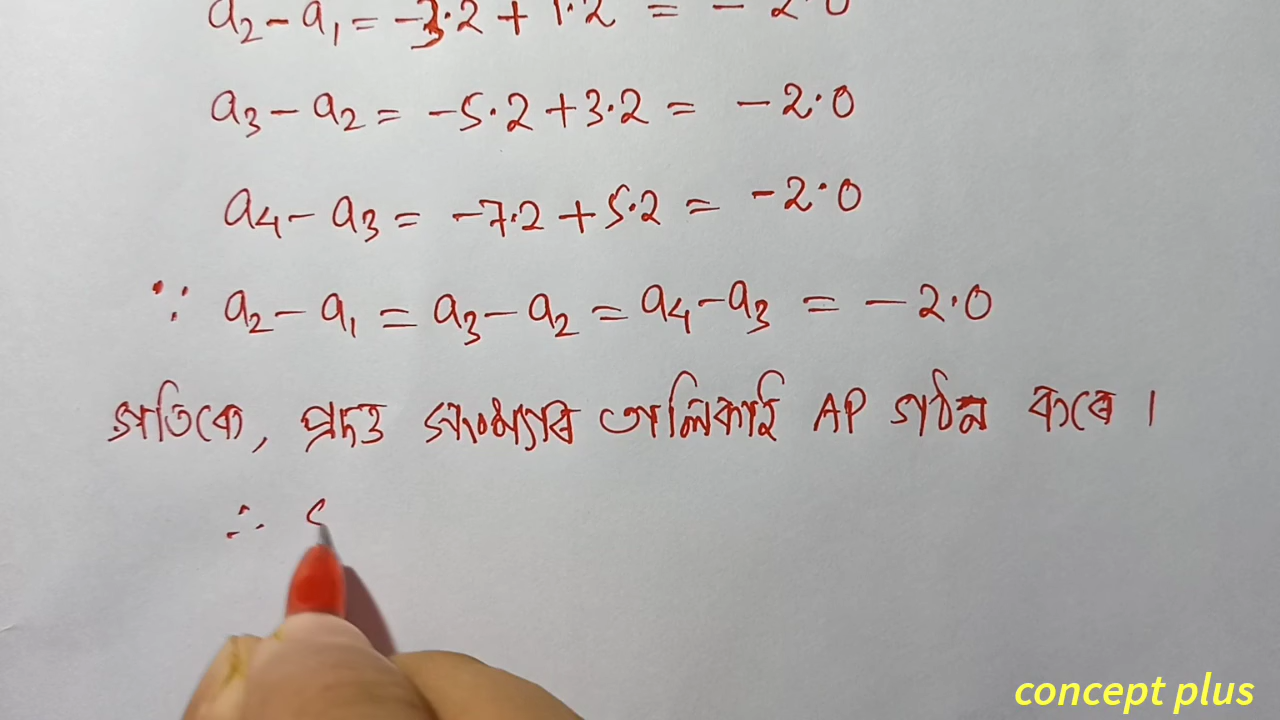 a₂ - a₁ = -3.2 + 1.2 = - 2.0
a₃ - a₂ = -5.2 + 3.2 = - 2.0
a₄ - a₃ = -7.2 + 5.2 = -2.0
∵ a₂ - a₁ = a₃ - a₂ = a₄ - a₃ = - 2.0
গতিকে, প্ৰদত্ত সংখ্যাৰ তালিকাই AP গঠন কৰে।
∴
concept plus